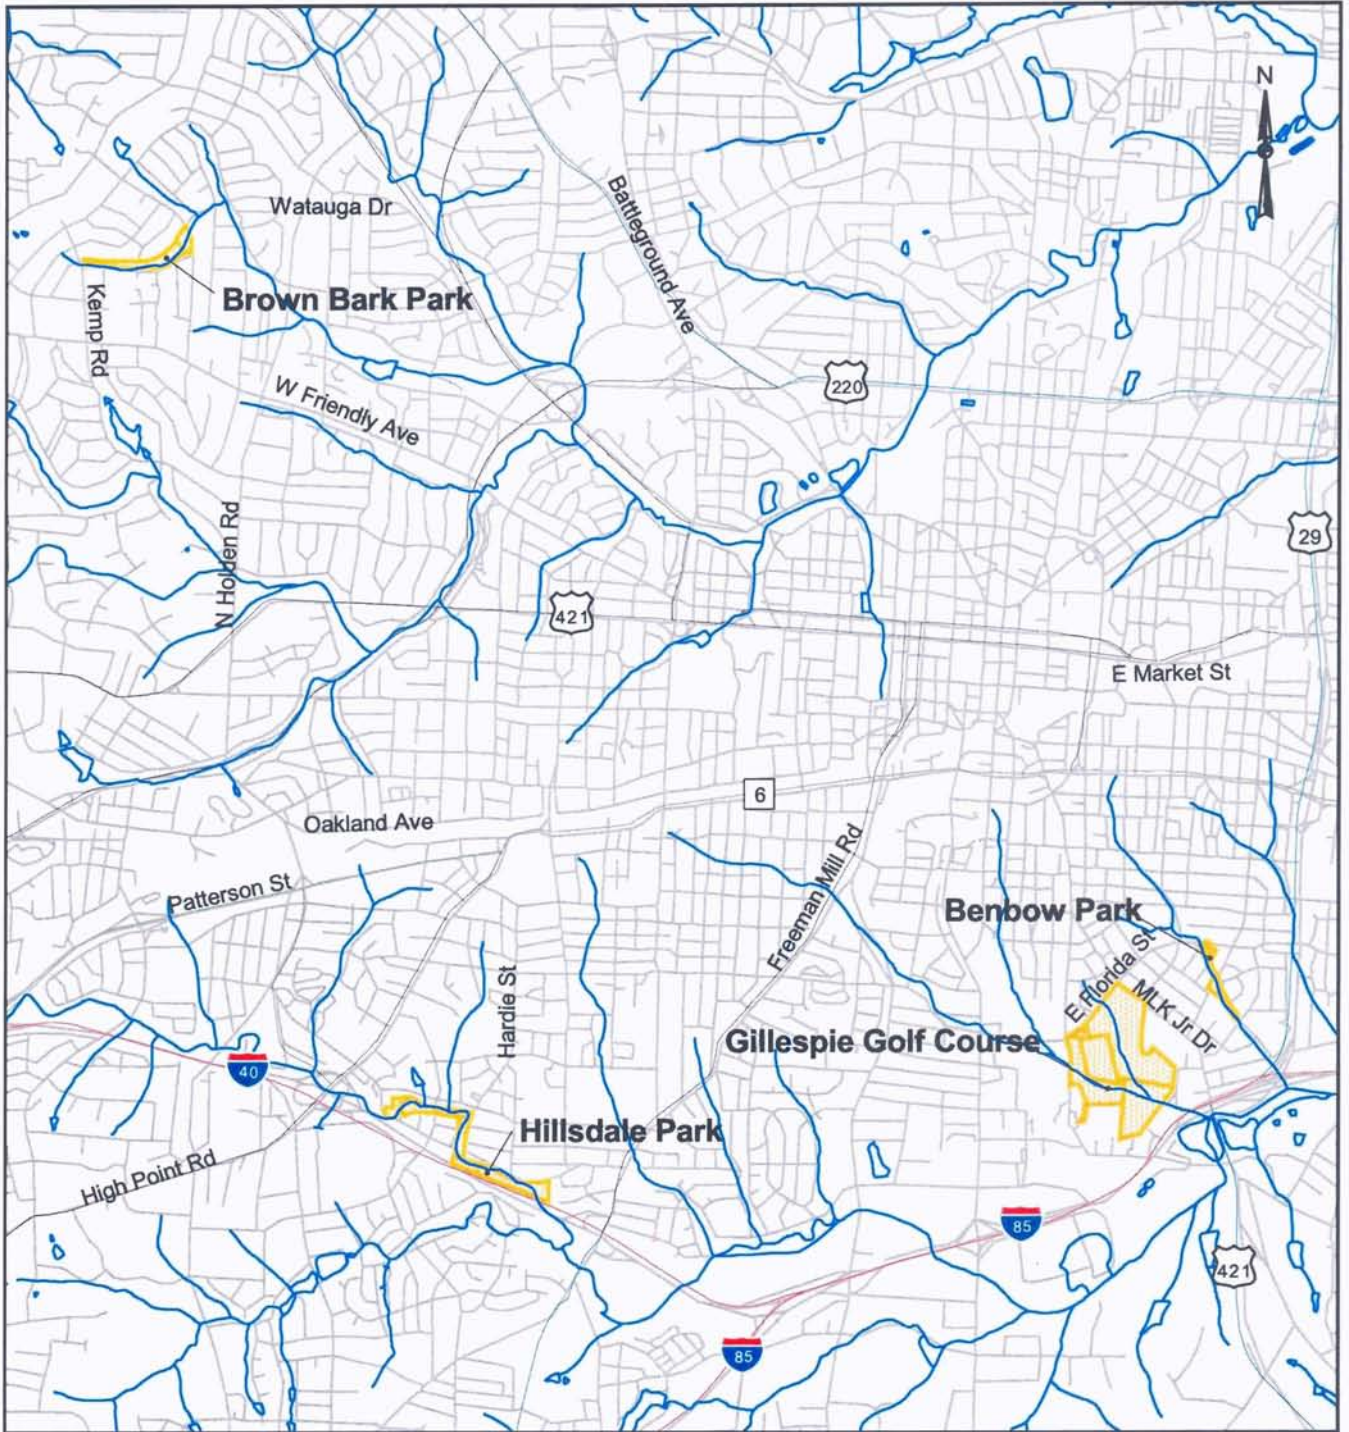 N
Watauga Dr
Battleground Ave
Brown Bark Park
Kemp Rd
220
W Friendly Ave
N Holden Rd
29
421
E Market St
6
Oakland Ave
Freeman Mill Rd
Patterson St
Benbow Park
E Florida St
MLK Jr Dr
Hardie St
Gillespie Golf Course
40
Hillsdale Park
High Point Rd
85
421
85